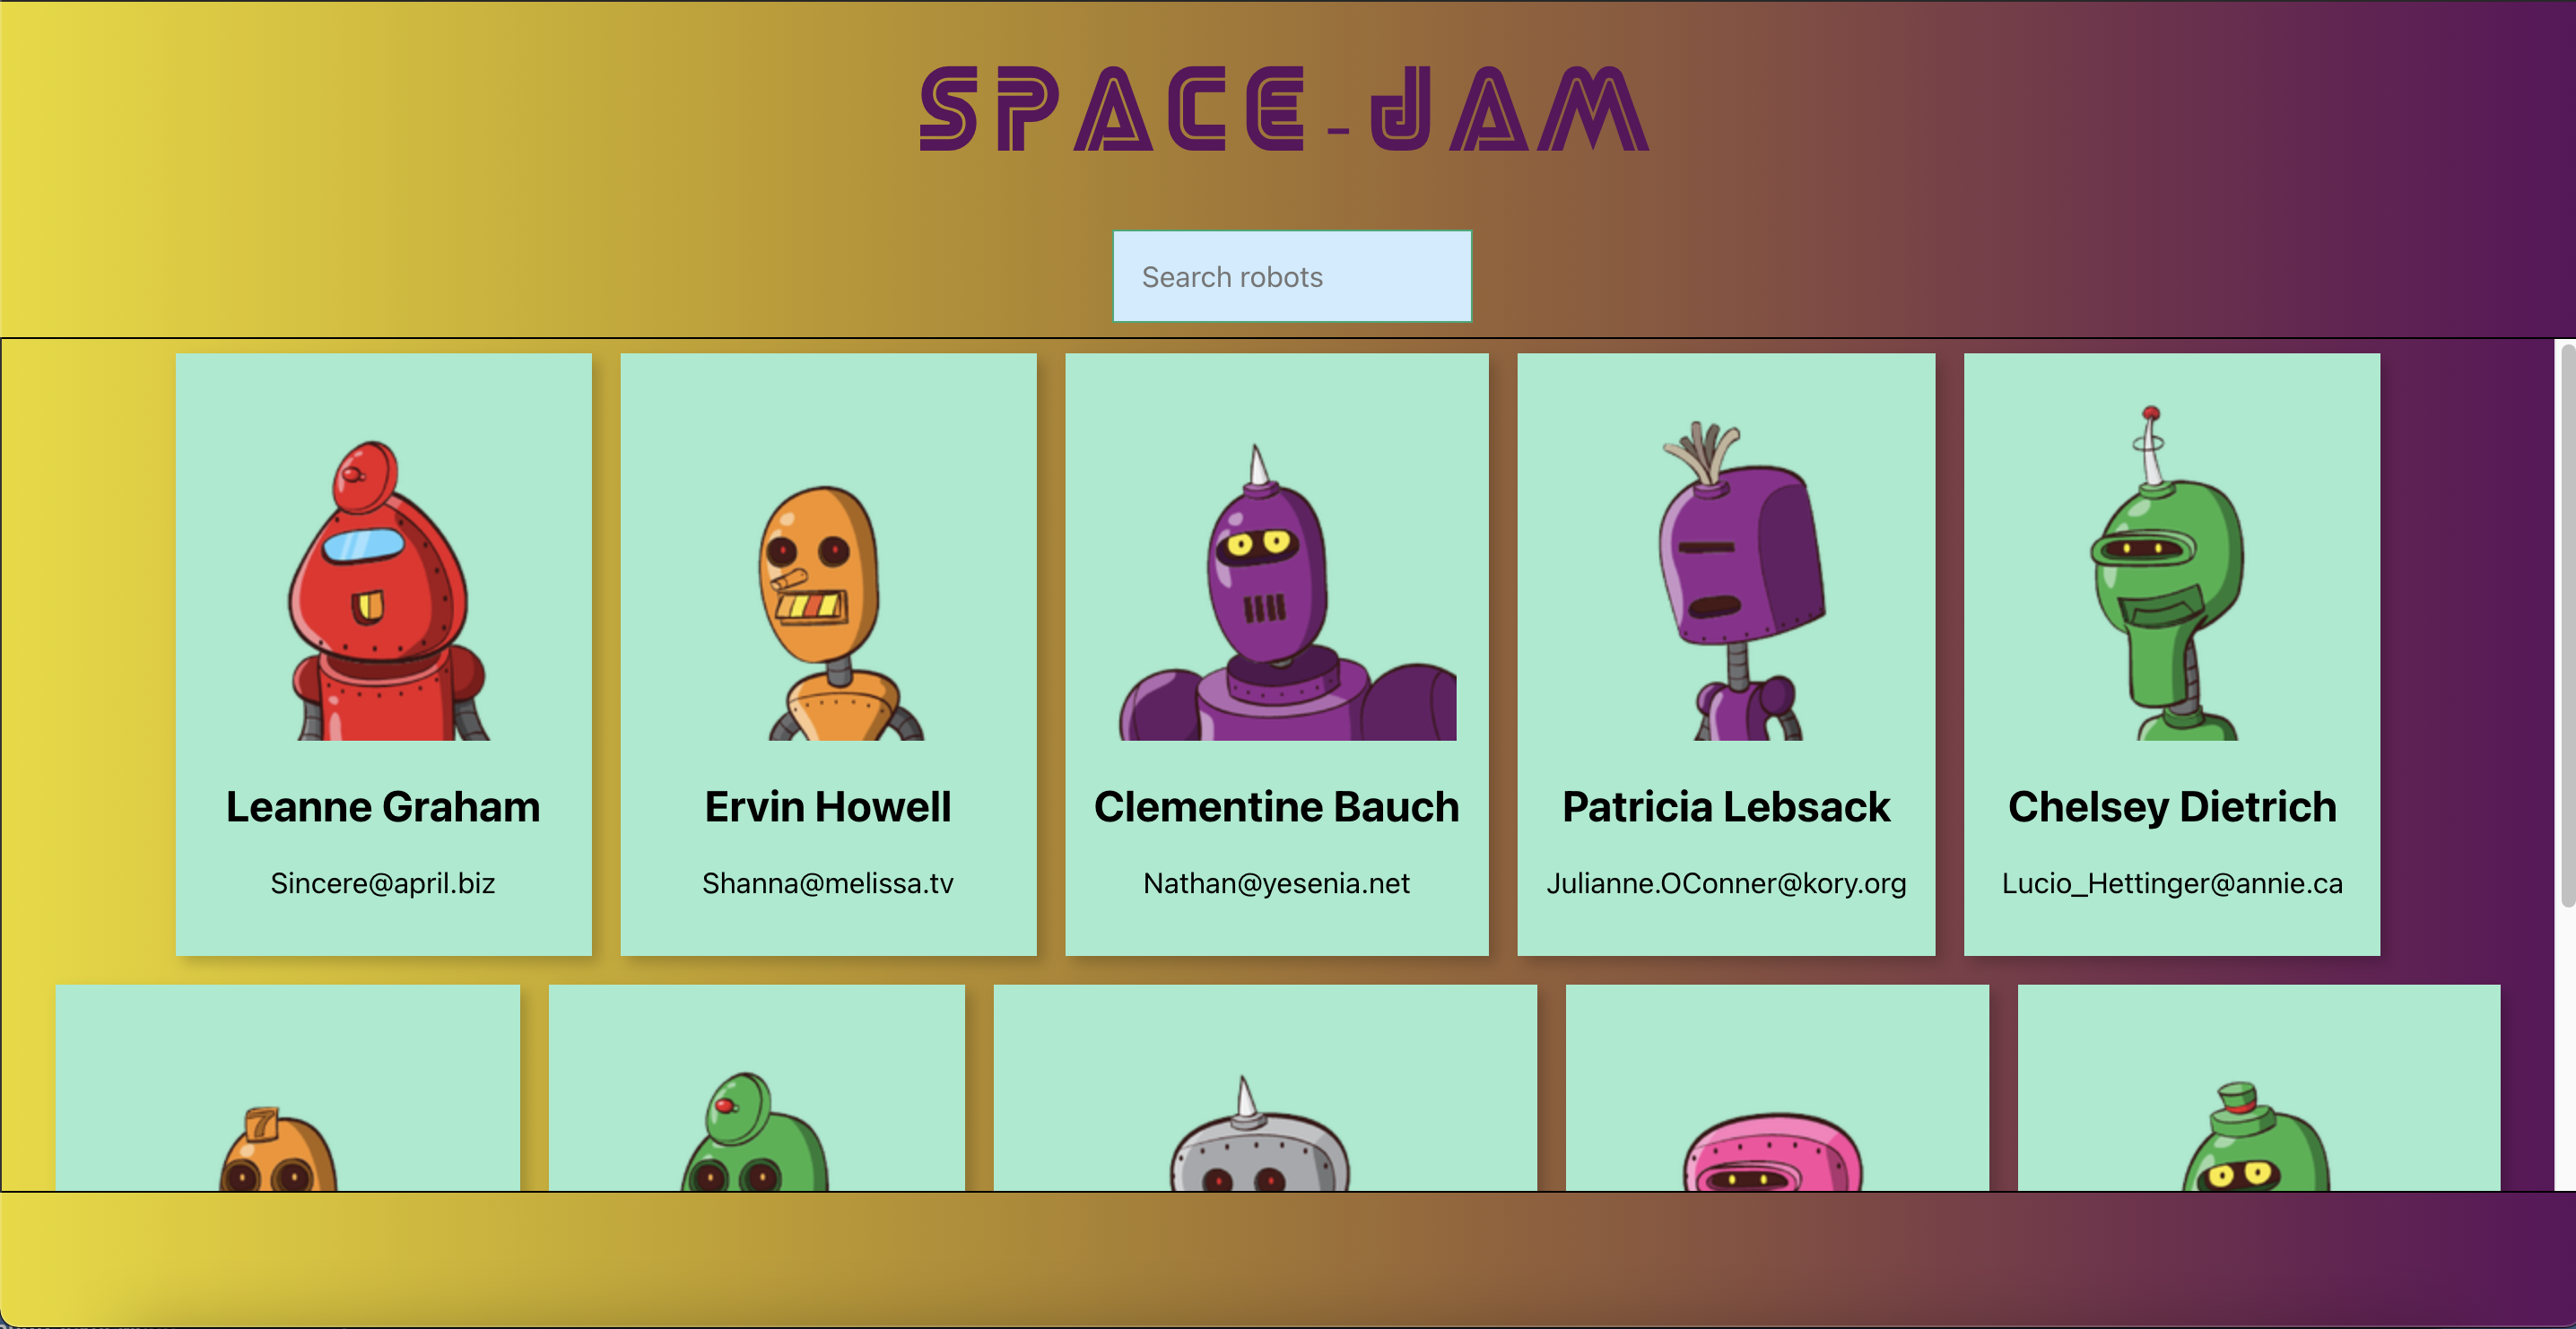 SPACE-JAM
Search robots
Leanne Graham
Sincere@april.biz
Ervin Howell
Shanna@melissa.tv
Clementine Bauch
Nathan@yesenia.net
Patricia Lebsack
Julianne.OConner@kory.org
Chelsey Dietrich
Lucio_Hettinger@annie.ca
7